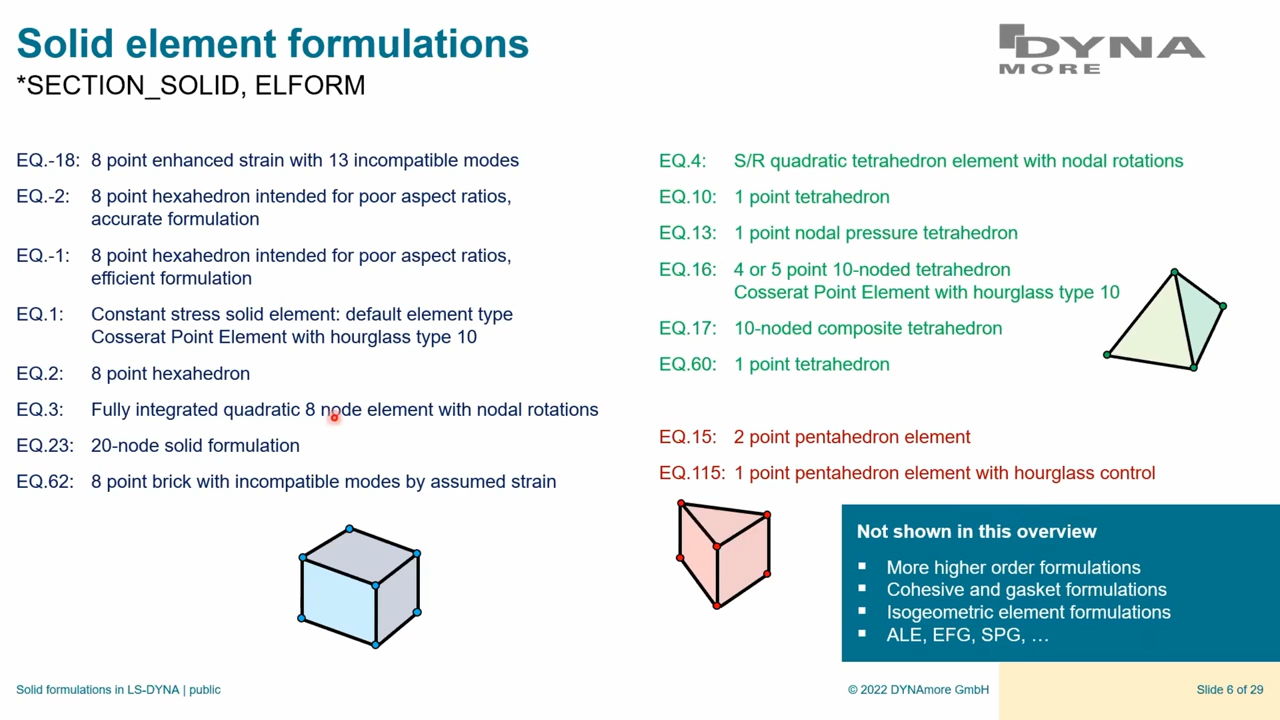 Solid element formulations
*SECTION_SOLID, ELFORM
DYNA
MORE
EQ.-18: 8 point enhanced strain with 13 incompatible modes
EQ.-2: 8 point hexahedron intended for poor aspect ratios,
accurate formulation
EQ.-1: 8 point hexahedron intended for poor aspect ratios,
efficient formulation
EQ.1: Constant stress solid element: default element type
Cosserat Point Element with hourglass type 10
EQ.2: 8 point hexahedron
EQ.3: Fully integrated quadratic 8 node element with nodal rotations
EQ.23: 20-node solid formulation
EQ.62: 8 point brick with incompatible modes by assumed strain
EQ.4: S/R quadratic tetrahedron element with nodal rotations
EQ.10: 1 point tetrahedron
EQ.13: 1 point nodal pressure tetrahedron
EQ.16: 4 or 5 point 10-noded tetrahedron
Cosserat Point Element with hourglass type 10
EQ.17: 10-noded composite tetrahedron
EQ.60: 1 point tetrahedron
EQ.15: 2 point pentahedron element
EQ.115: 1 point pentahedron element with hourglass control
Not shown in this overview
▪ More higher order formulations
▪ Cohesive and gasket formulations
▪ Isogeometric element formulations
▪ ALE, EFG, SPG, …
Solid formulations in LS-DYNA | public
© 2022 DYNAmore GmbH
Slide 6 of 29